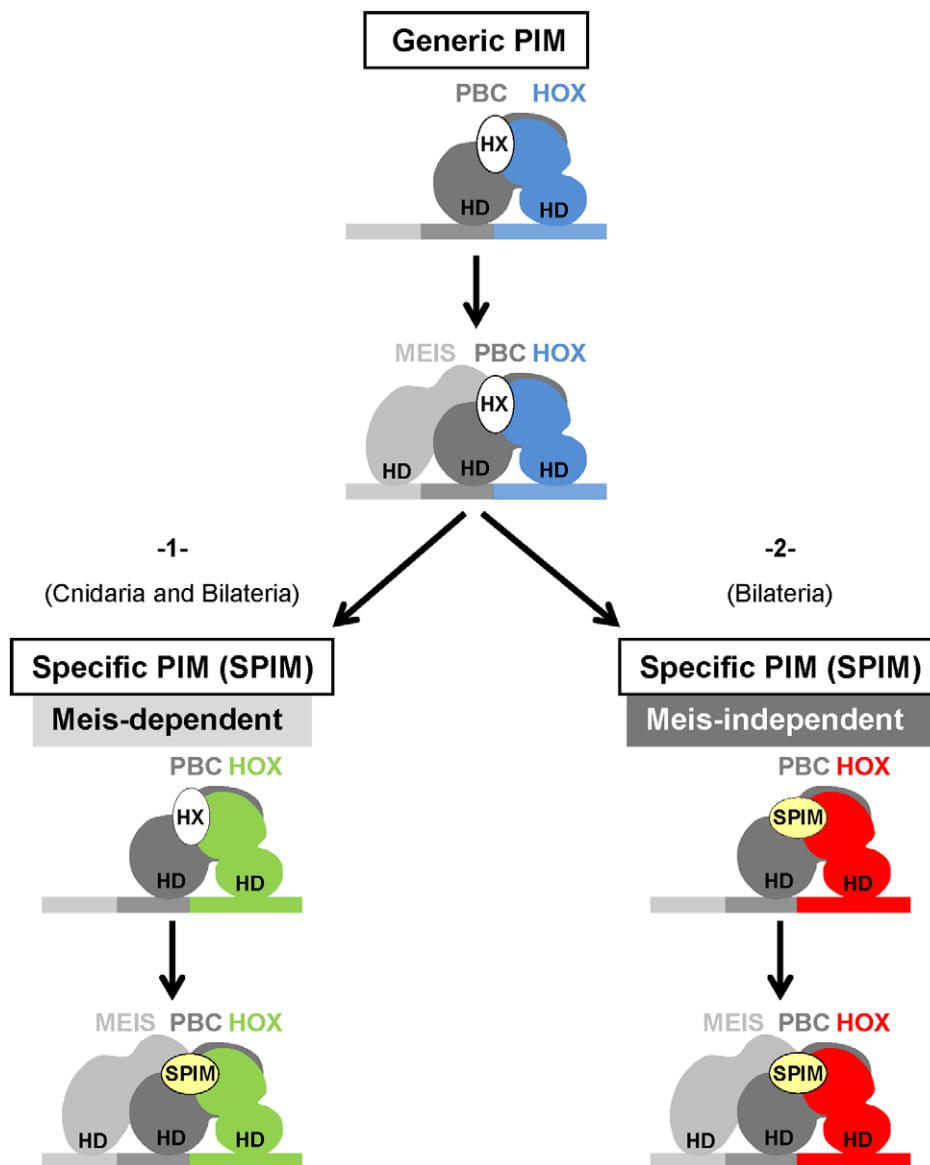 Generic PIM
PBC HOX
HX
HD HD
MEIS PBC HOX
HX
HD HD HD
-1-
(Cnidaria and Bilateria)
-2-
(Bilateria)
Specific PIM (SPIM)
Meis-dependent
PBC HOX
HX
HD HD
MEIS PBC HOX
SPIM
HD HD HD
Specific PIM (SPIM)
Meis-independent
PBC HOX
SPIM
HD HD
MEIS PBC HOX
SPIM
HD HD HD